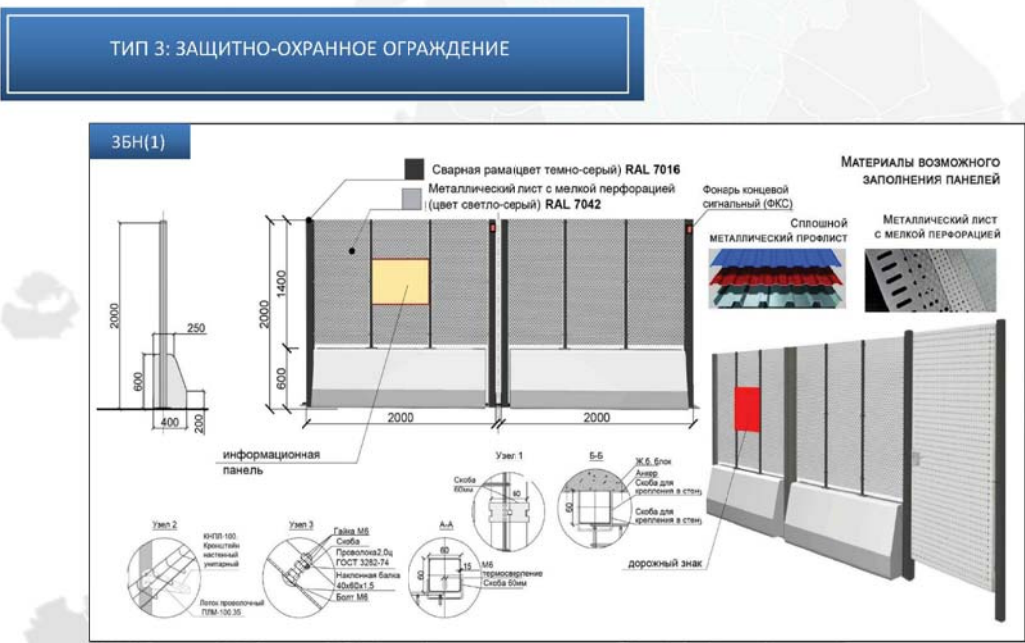 ТИП 3: ЗАЩИТНО-ОХРАННОЕ ОГРАЖДЕНИЕ
3БН(1)
Сварная рама(цвет темно-серый) RAL 7016
Металлический лист с мелкой перфорацией
(цвет светло-серый) RAL 7042
Фонарь концевой
сигнальный (ФКС)
МАТЕРИАЛЫ ВОЗМОЖНОГО
ЗАПОЛНЕНИЯ ПАНЕЛЕЙ
СПЛОШНОЙ
МЕТАЛЛИЧЕСКИЙ ПРОФЛИСТ
МЕТАЛЛИЧЕСКИЙ ЛИСТ
С МЕЛКОЙ ПЕРФОРАЦИЕЙ
2000
250
600
400
200
2000
1400
600
2000
2000
информационная
панель
дорожный знак
Узел 1
Скоба
60мм
60
Б-Б
60
Ж.б. блок
Анкер
Скоба для
крепления в стену
Скоба для
крепления в стену
Узел 2
КНПЛ-100.
Кронштейн
настенный
унитарный
Лоток проволочный
ПЛМ-100.35
Узел 3
Гайка М6
Скоба
Проволока2,0ц
ГОСТ 3282-74
Наклонная балка
40х60х1,5
Болт М6
А-А
60
60
15
М6
термосверление
Скоба 60мм